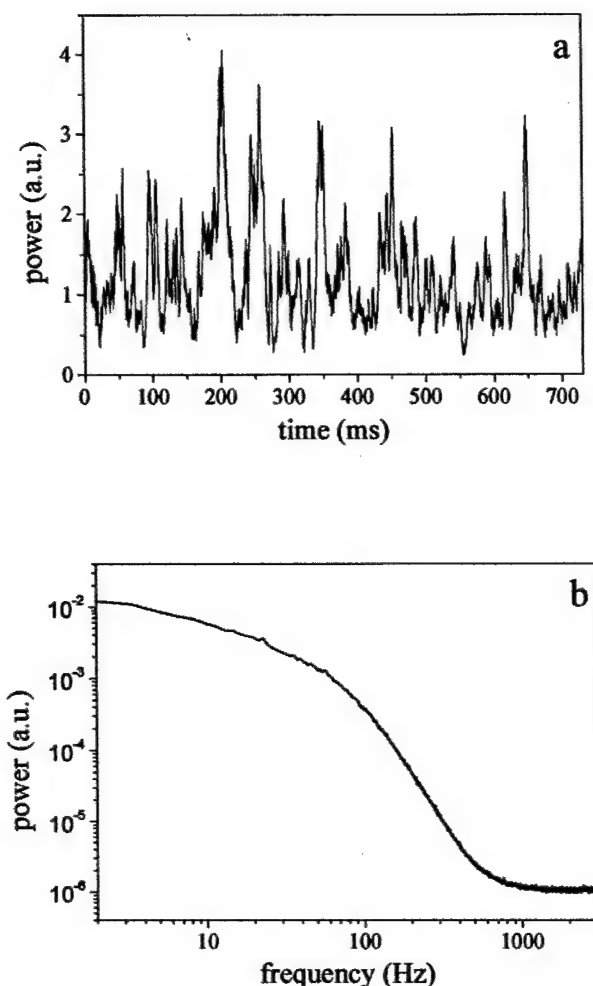 a
4
3
2
1
0
power (a.u.)
0 100 200 300 400 500 600 700
time (ms)
b
10⁻²
10⁻³
10⁻⁴
10⁻⁵
10⁻⁶
power (a.u.)
10 100 1000
frequency (Hz)